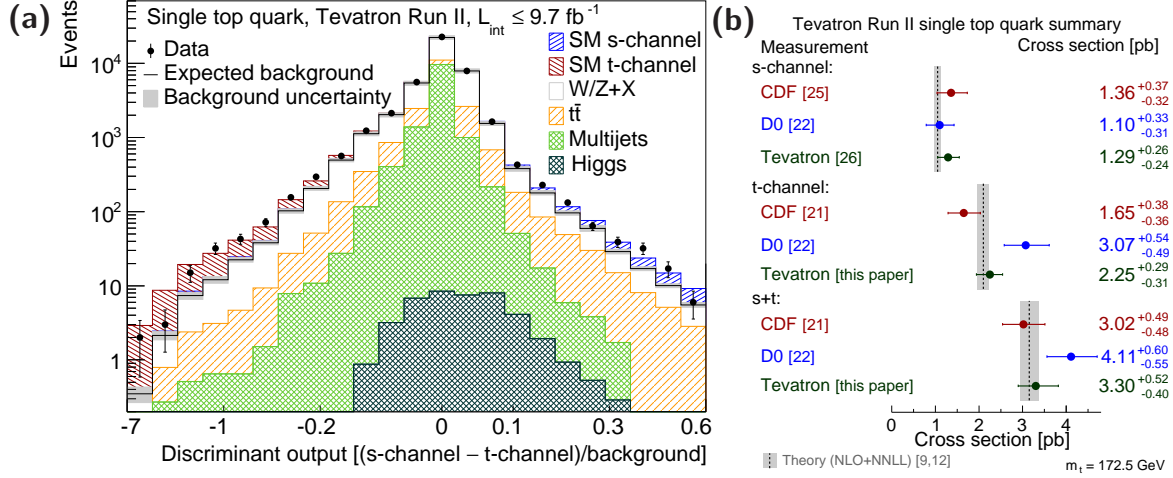 (a)
Single top quark, Tevatron Run II, L_int ≤ 9.7 fb⁻¹
Events
Data
Expected background
Background uncertainty
SM s-channel
SM t-channel
W/Z+X
tt̄
Multijets
Higgs
10⁴
10³
10²
10
1
-7 -1 -0.2 0 0.1 0.3 0.6
Discriminant output [(s-channel – t-channel)/background]
(b)
Tevatron Run II single top quark summary
Measurement Cross section [pb]
s-channel:
CDF [25] 1.36 +0.37 -0.32
D0 [22] 1.10 +0.33 -0.31
Tevatron [26] 1.29 +0.26 -0.24
t-channel:
CDF [21] 1.65 +0.38 -0.36
D0 [22] 3.07 +0.54 -0.49
Tevatron [this paper] 2.25 +0.29 -0.31
s+t:
CDF [21] 3.02 +0.49 -0.48
D0 [22] 4.11 +0.60 -0.55
Tevatron [this paper] 3.30 +0.52 -0.40
0 1 2 3 4
Cross section [pb]
Theory (NLO+NNLL) [9,12]
m_t = 172.5 GeV